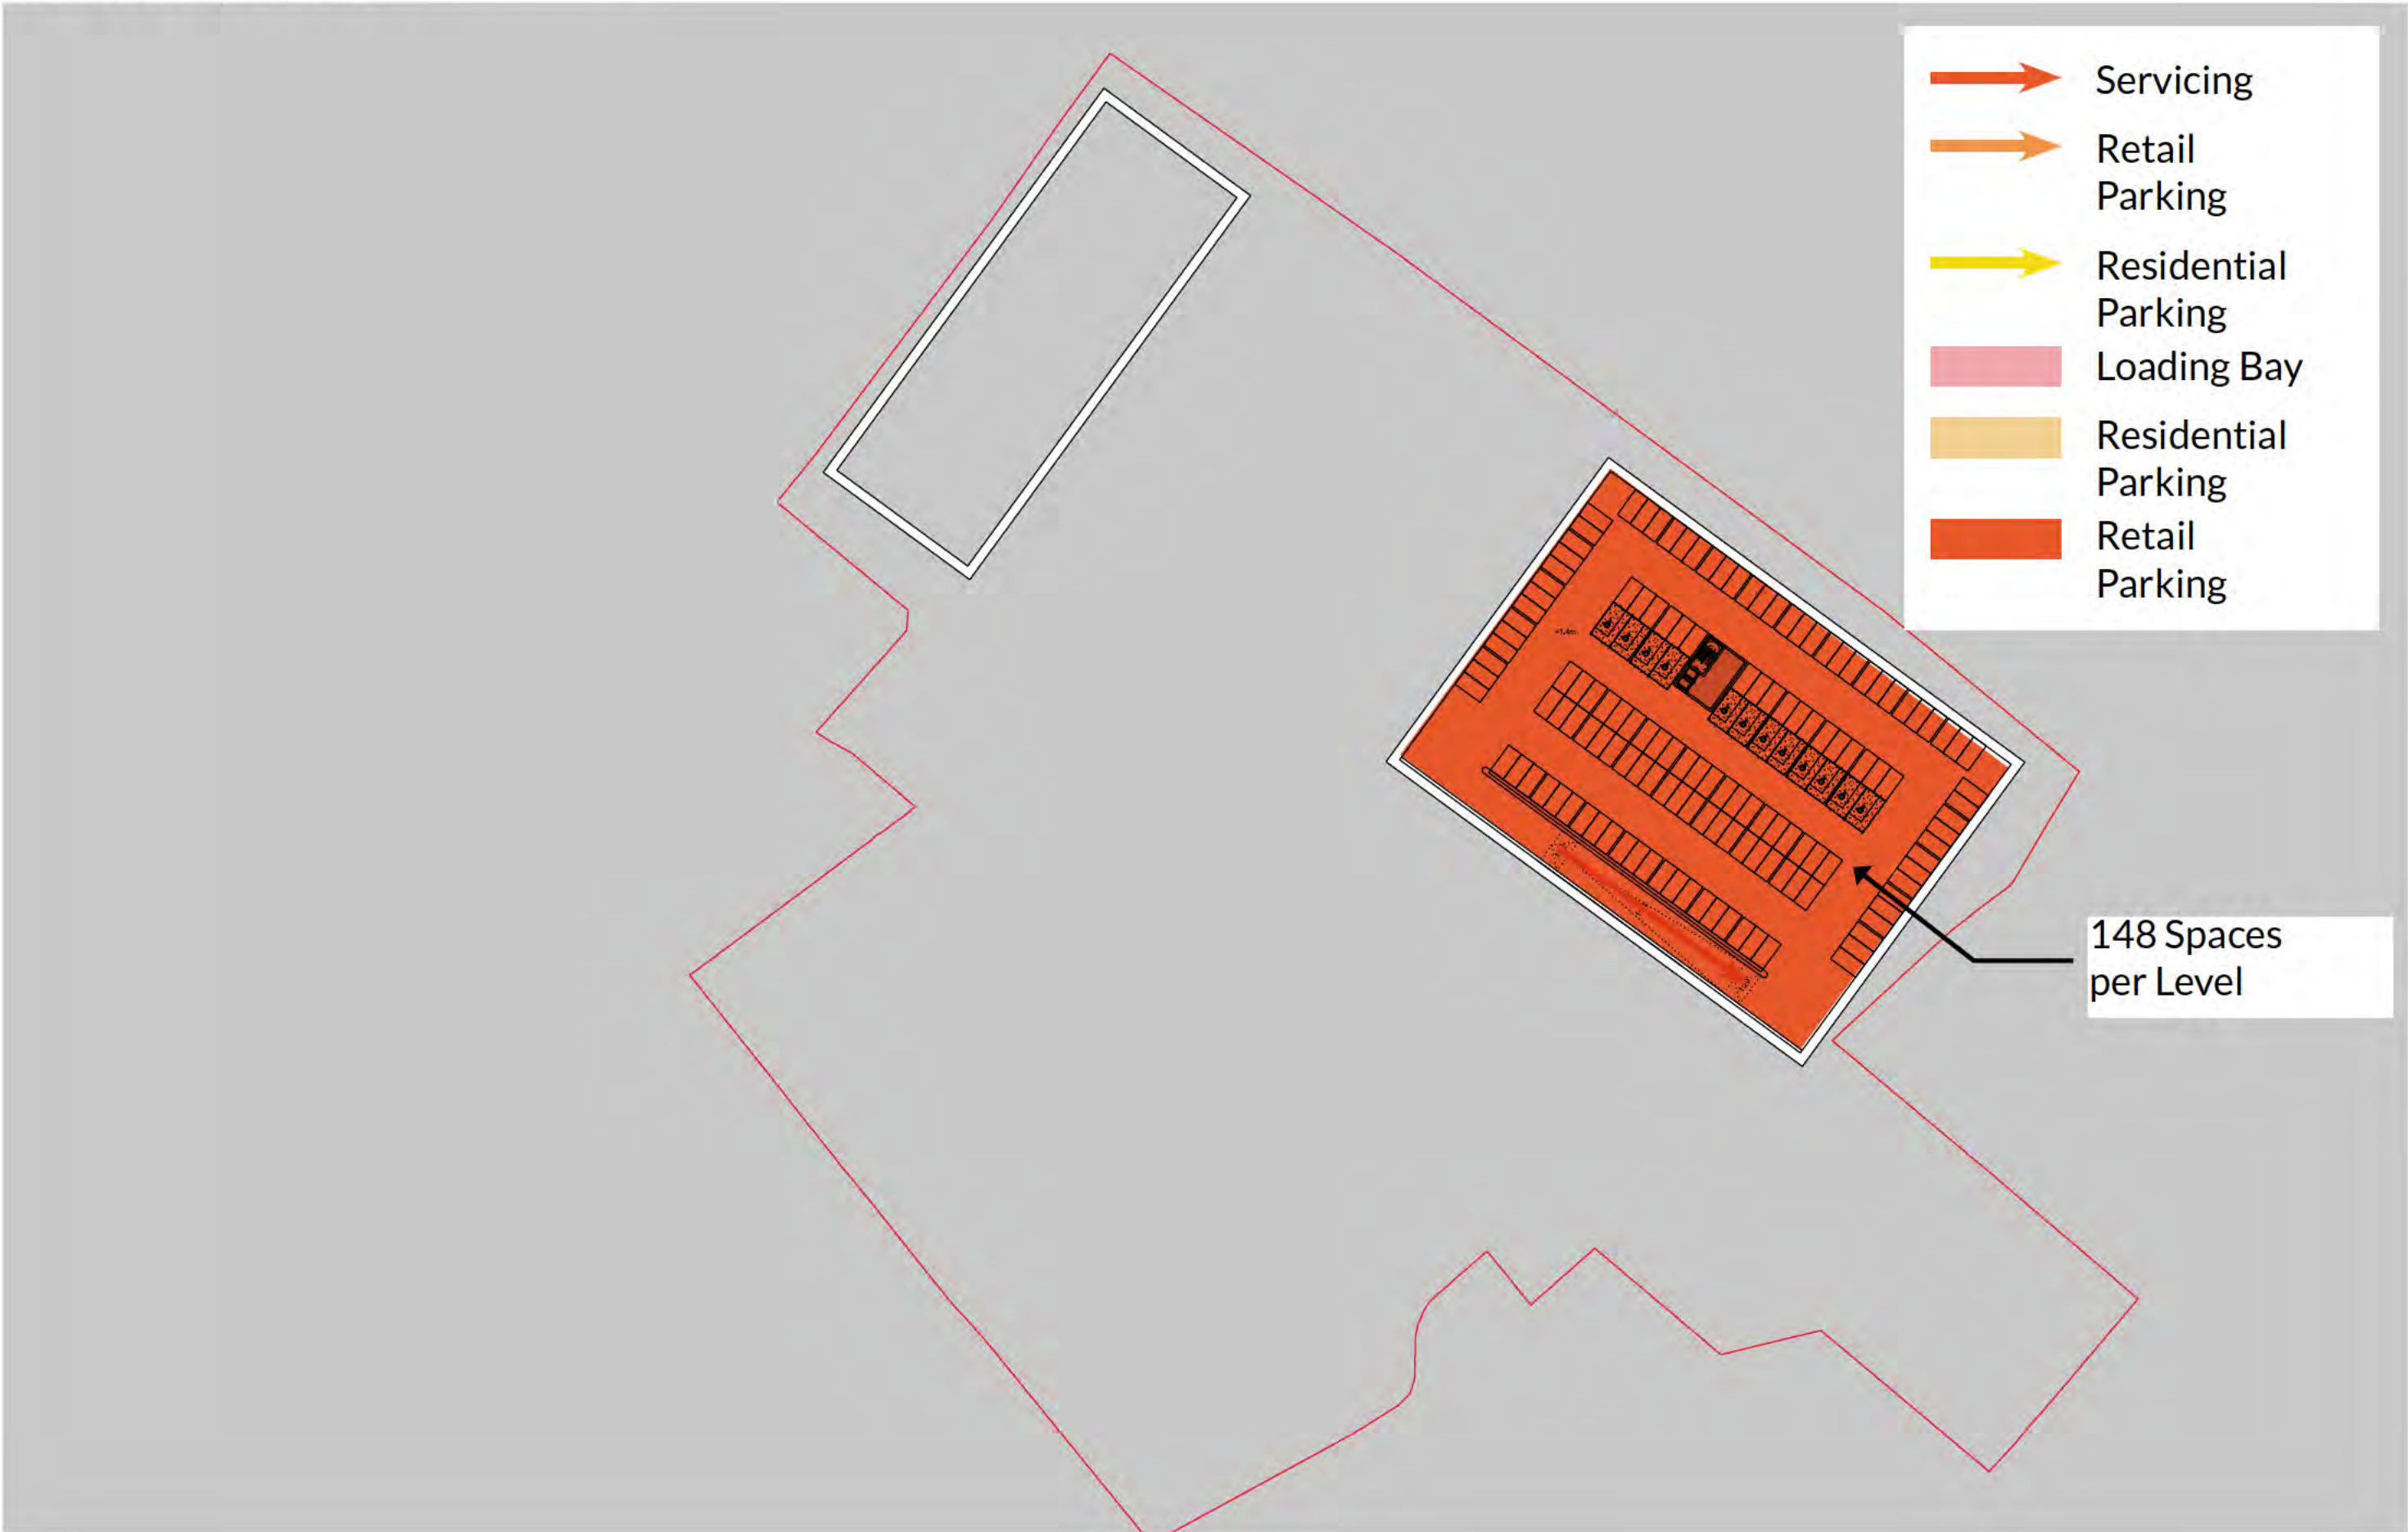 Servicing
Retail
Parking
Residential
Parking
Loading Bay
Residential
Parking
Retail
Parking
148 Spaces
per Level